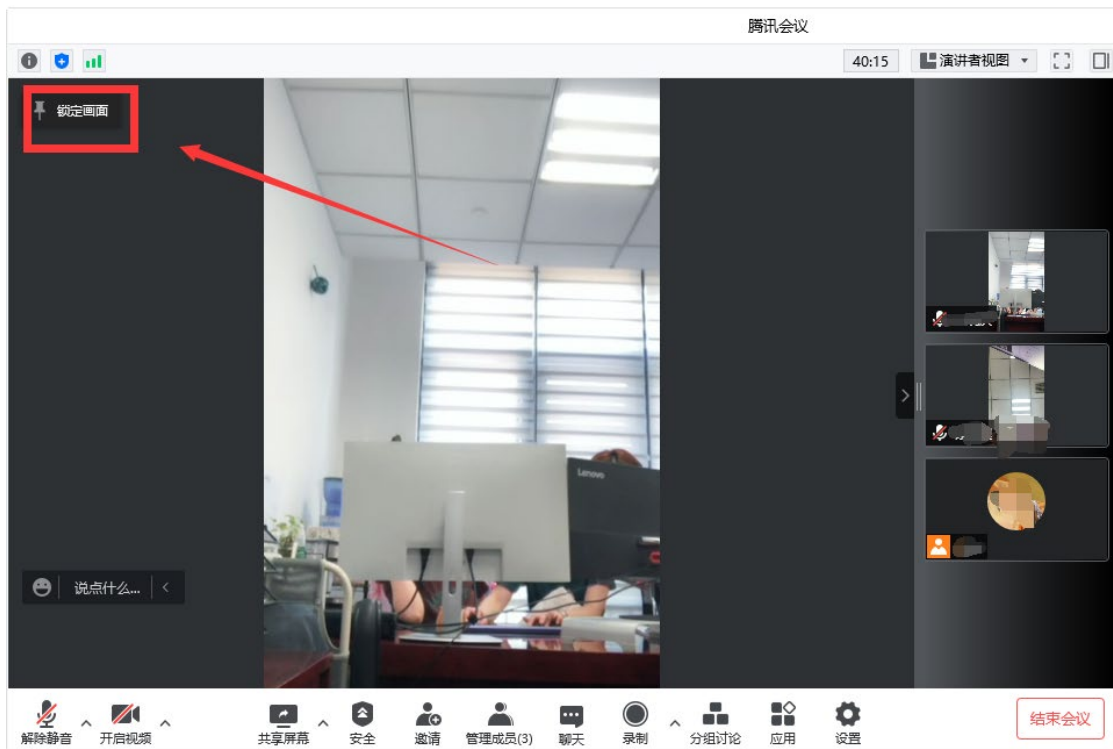 腾讯会议
40:15
演讲者视图
锁定画面
Lenovo
说点什么...
解除静音
开启视频
共享屏幕
安全
邀请
管理成员(3)
聊天
录制
分组讨论
应用
设置
结束会议